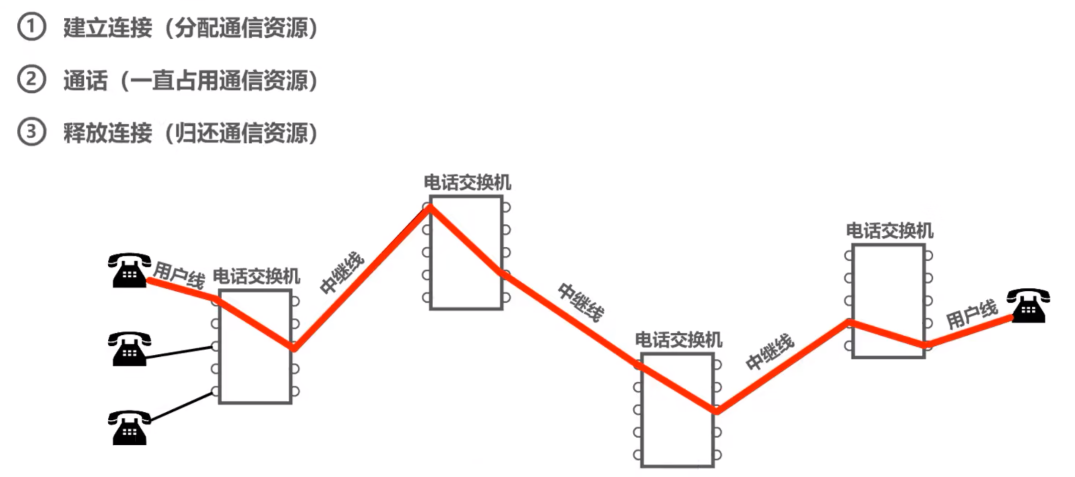 ① 建立连接（分配通信资源）
② 通话（一直占用通信资源）
③ 释放连接（归还通信资源）
电话交换机
电话交换机
用户线
电话交换机
中继线
中继线
用户线
电话交换机
中继线